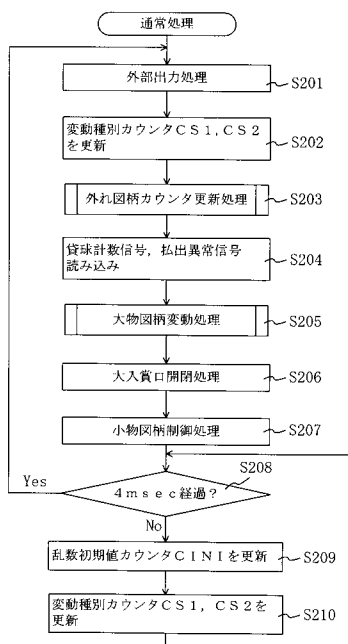 通常処理
外部出力処理
S201
変動種別カウンタCS1,CS2
を更新
S202
外れ図柄カウンタ更新処理
S203
貸球計数信号,払出異常信号
読み込み
S204
大物図柄変動処理
S205
大入賞口開閉処理
S206
小物図柄制御処理
S207
S208
Yes
4msec経過?
No
乱数初期値カウンタCINIを更新
S209
変動種別カウンタCS1, CS2を
更新
S210